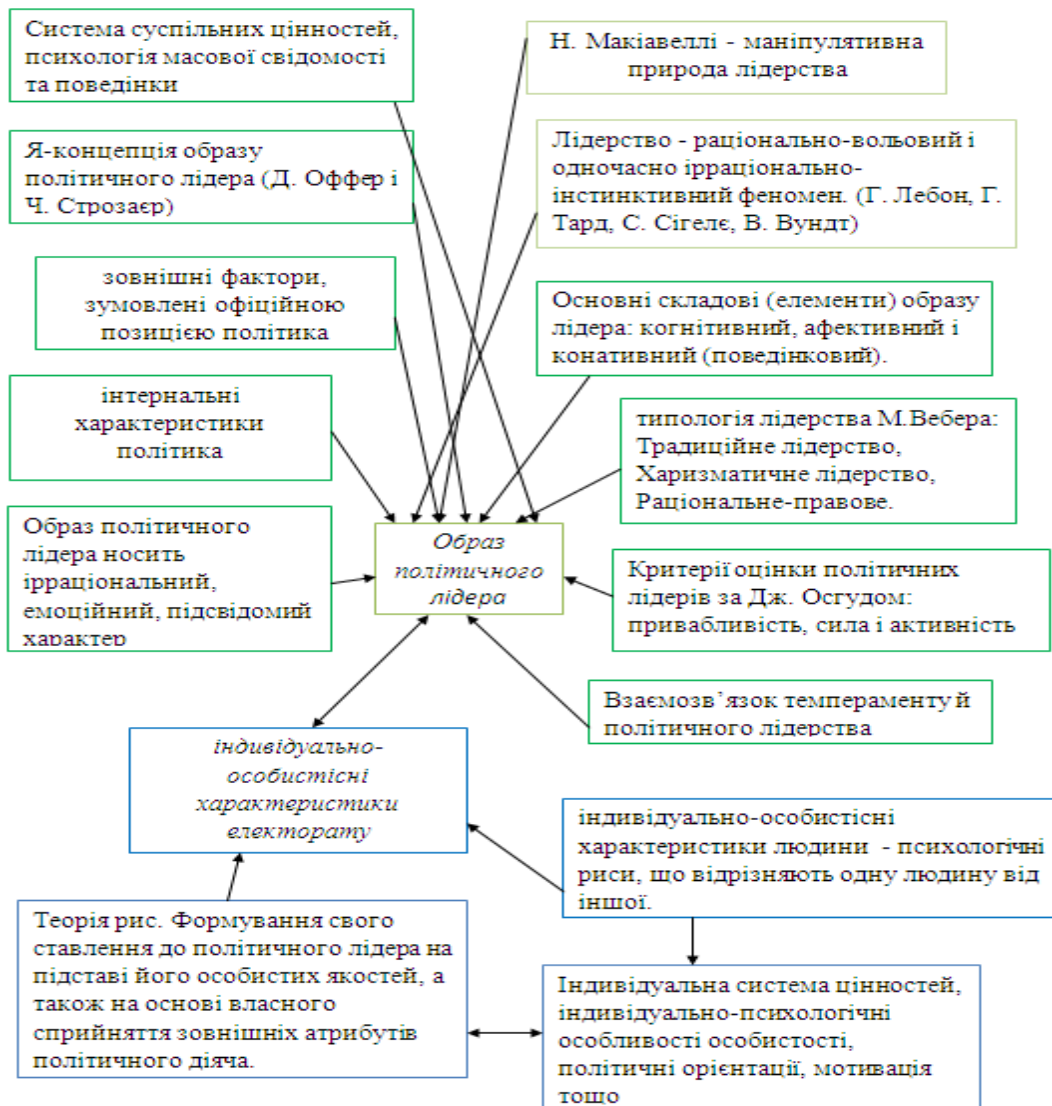 Система суспільних цінностей,
психологія масової свідомості
та поведінки
Н. Макіавеллі - маніпулятивна
природа лідерства
Я-концепція образу
політичного лідера (Д. Оффер і
Ч. Строзаєр)
Лідерство - раціонально-вольовий і
одночасно ірраціонально-
інстинктивний феномен. (Г. Лебон, Г.
Тард, С. Сігелє, В. Вундт)
зовнішні фактори,
зумовлені офіційною
позицією політика
Основні складові (елементи) образу
лідера: когнітивний, афективний і
конативний (поведінковий).
інтернальні
характеристики
політика
типологія лідерства М.Вебера:
Традиційне лідерство,
Харизматичне лідерство,
Раціональне-правове.
Образ політичного
лідера носить
ірраціональний,
емоційний, підсвідомий
характер
Образ
політичного
лідера
Критерії оцінки політичних
лідерів за Дж. Осгудом:
привабливість, сила і активність
Взаємозв’язок темпераменту й
політичного лідерства
індивідуально-
особистісні
характеристики
електорату
індивідуально-особистісні
характеристики людини - психологічні
риси, що відрізняють одну людину від
іншої.
Теорія рис. Формування свого
ставлення до політичного лідера на
підставі його особистих якостей, а
також на основі власного
сприйняття зовнішніх атрибутів
політичного діяча.
Індивідуальна система цінностей,
індивідуально-психологічні
особливості особистості,
політичні орієнтації, мотивація
тощо